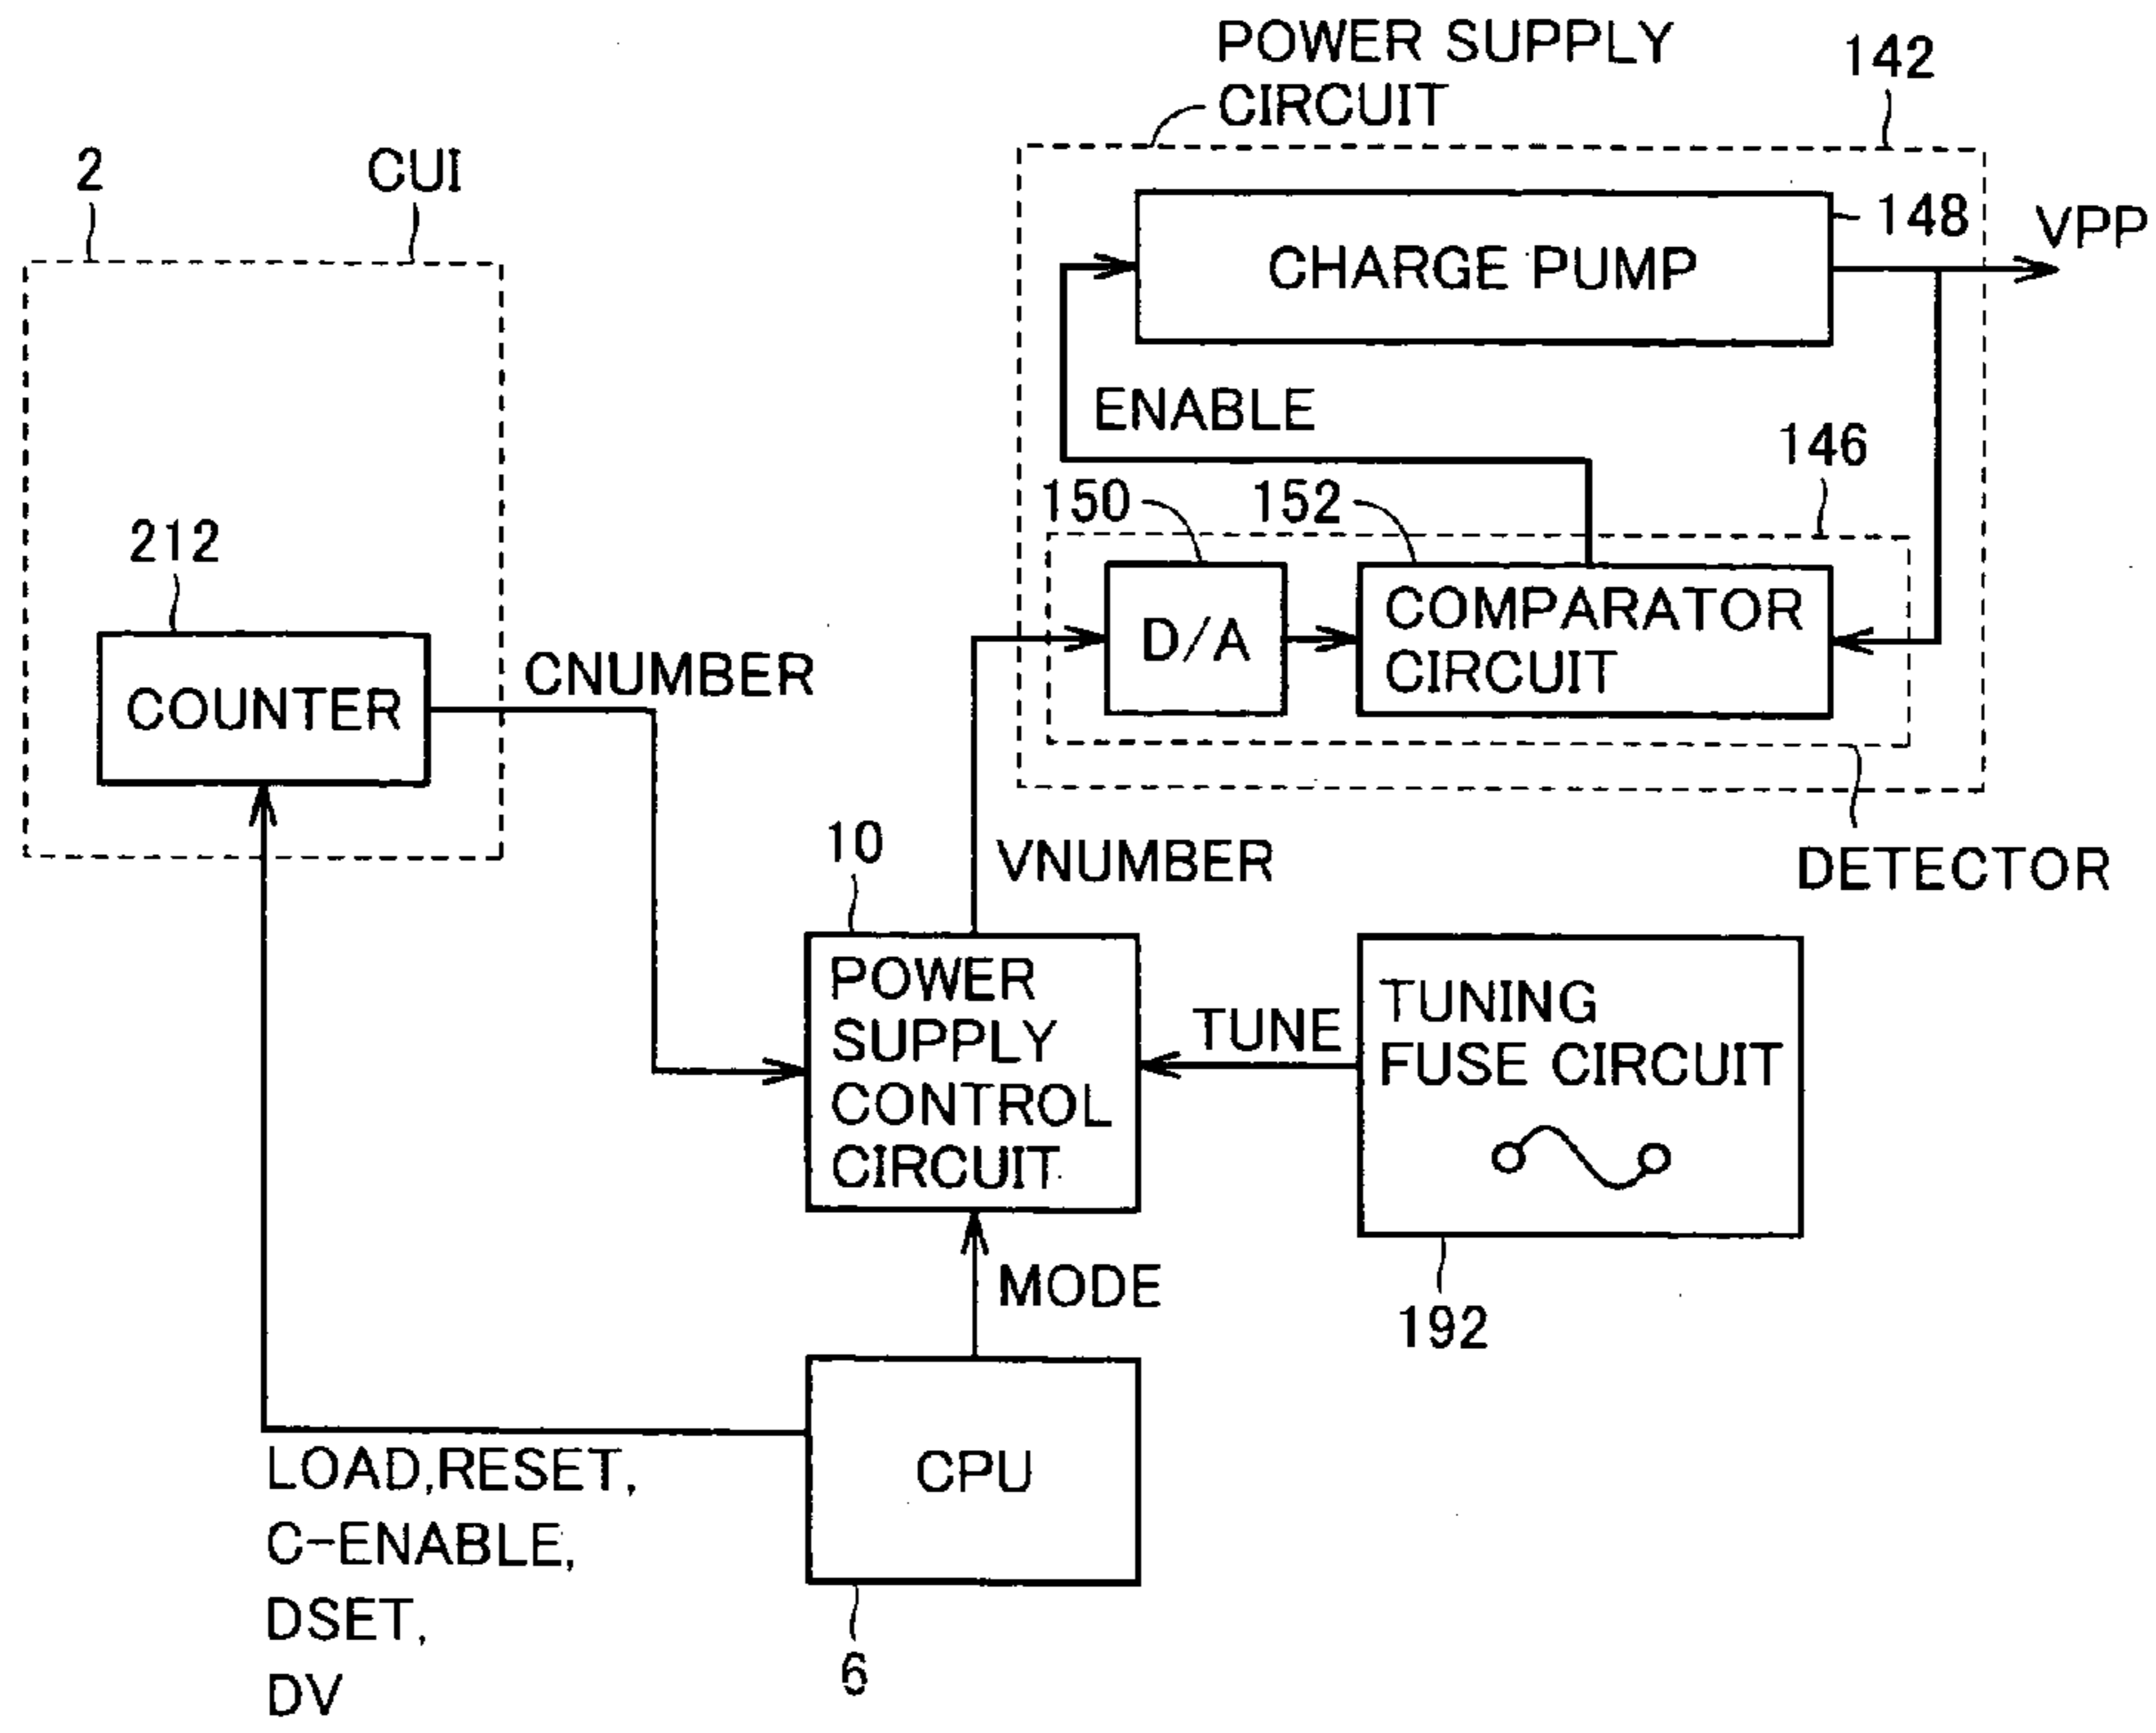 POWER SUPPLY
CIRCUIT
142
2
CUI
148
VPP
CHARGE PUMP
ENABLE
146
150
152
212
D/A
COMPARATOR
CIRCUIT
COUNTER
CNUMBER
10
VNUMBER
DETECTOR
POWER
SUPPLY
CONTROL
CIRCUIT
TUNE
TUNING
FUSE CIRCUIT
MODE
192
CPU
LOAD,RESET,
C-ENABLE,
DSET,
DV
6